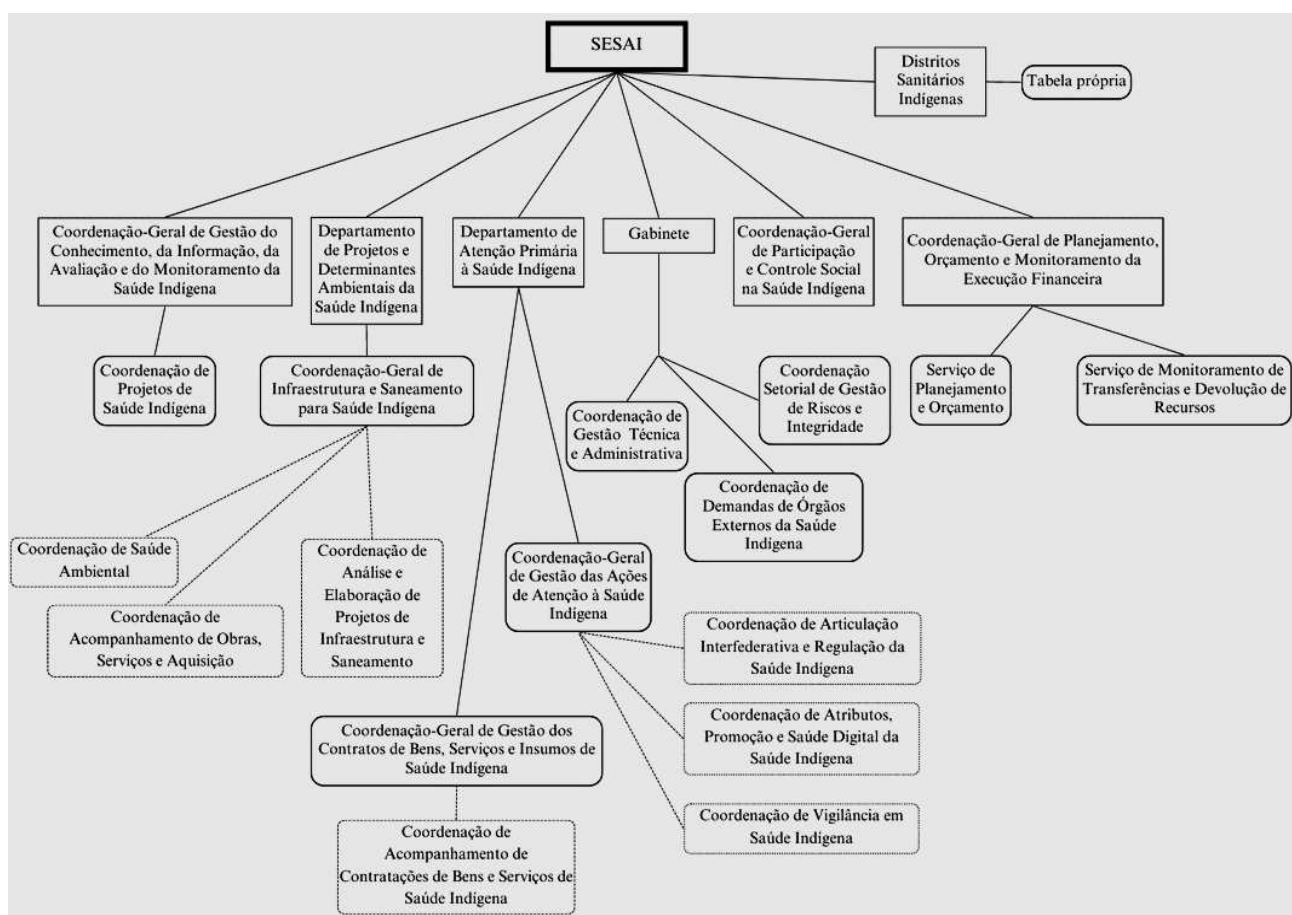 SESAI
Distritos
Sanitários
Indígenas
Tabela própria
Coordenação-Geral de Gestão do
Conhecimento, da Informação, da
Avaliação e do Monitoramento da
Saúde Indígena
Departamento
de Projetos e
Determinantes
Ambientais da
Saúde Indígena
Departamento de
Atenção Primária
à Saúde Indígena
Gabinete
Coordenação-Geral
de Participação
e Controle Social
na Saúde Indígena
Coordenação-Geral de Planejamento,
Orçamento e Monitoramento da
Execução Financeira
Coordenação de
Projetos de
Saúde Indígena
Coordenação-Geral de
Infraestrutura e Saneamento
para Saúde Indígena
Coordenação de
Gestão Técnica
e Administrativa
Coordenação
Setorial de Gestão
de Riscos e
Integridade
Serviço de
Planejamento
e Orçamento
Serviço de Monitoramento de
Transferências e Devolução de
Recursos
Coordenação de
Demandas de Órgãos
Externos da Saúde
Indígena
Coordenação de Saúde
Ambiental
Coordenação de
Acompanhamento de Obras,
Serviços e Aquisição
Coordenação de
Análise e
Elaboração de
Projetos de
Infraestrutura e
Saneamento
Coordenação-Geral
de Gestão das Ações
de Atenção à Saúde
Indígena
Coordenação de Articulação
Interfederativa e Regulação da
Saúde Indígena
Coordenação de Atributos,
Promoção e Saúde Digital da
Saúde Indígena
Coordenação de Vigilância em
Saúde Indígena
Coordenação-Geral de Gestão dos
Contratos de Bens, Serviços e Insumos de
Saúde Indígena
Coordenação de
Acompanhamento de
Contratações de Bens e Serviços de
Saúde Indígena